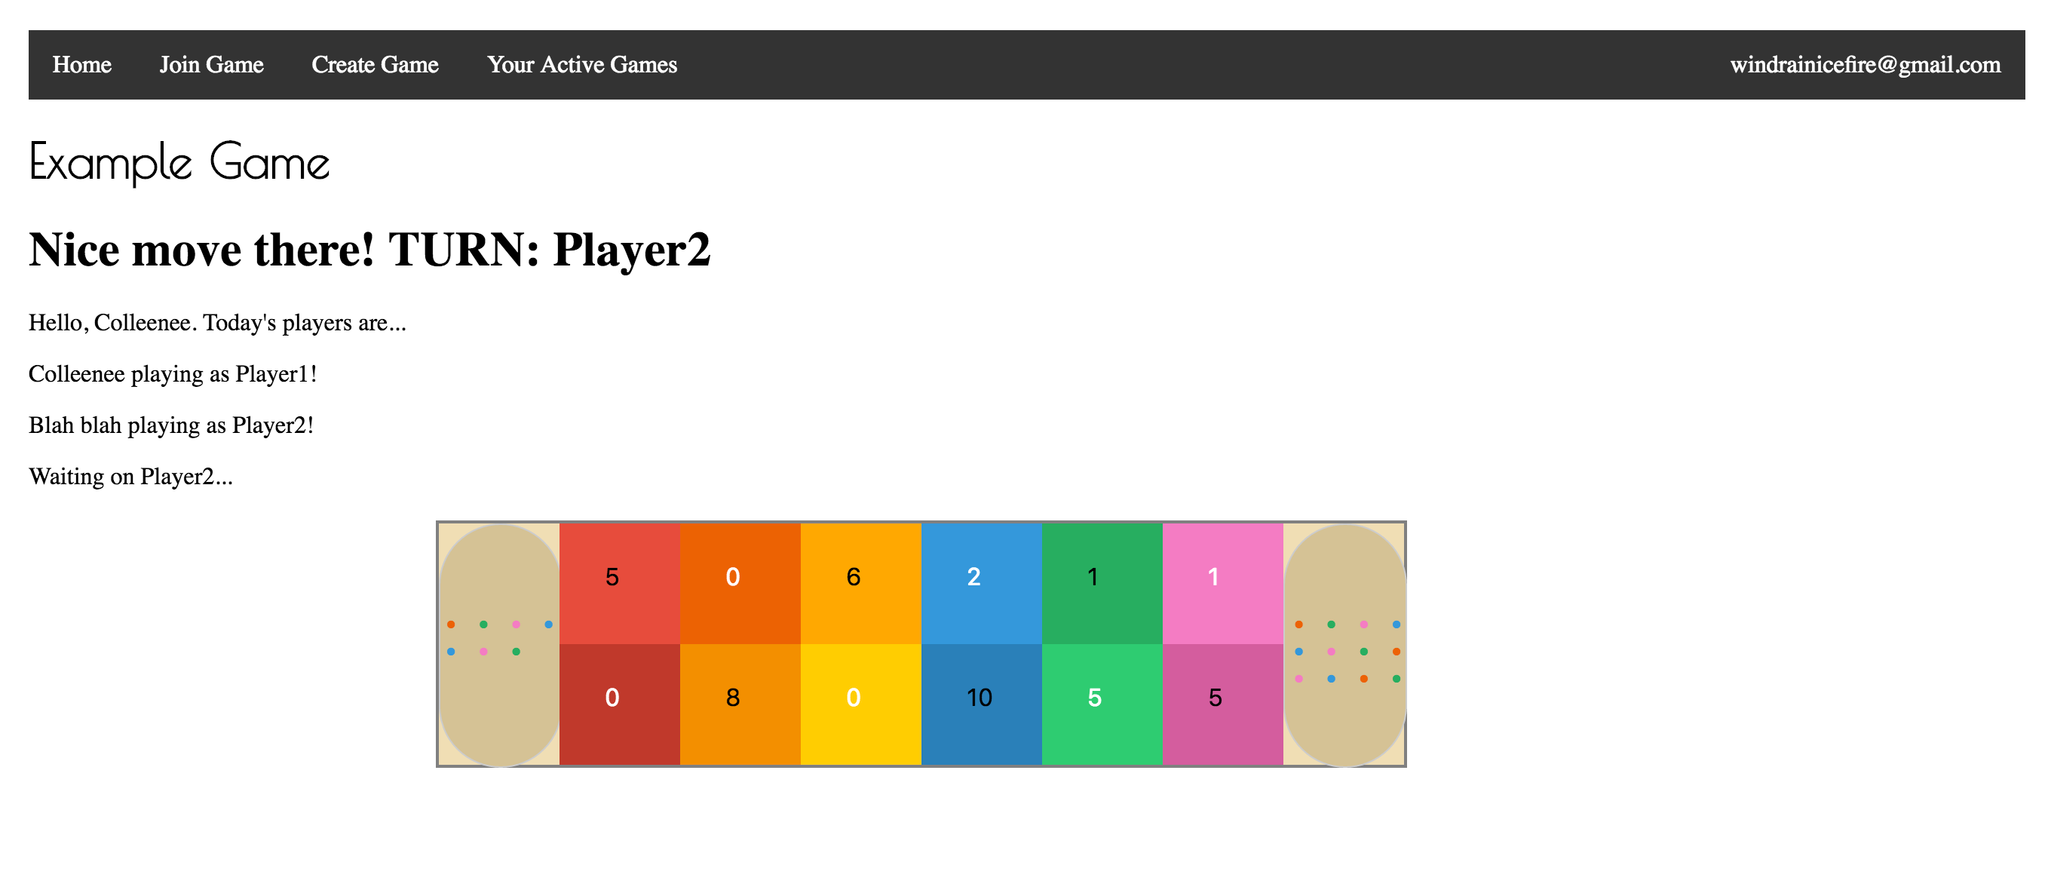 Home Join Game Create Game Your Active Games windrainicefire@gmail.com
Example Game
Nice move there! TURN: Player2
Hello, Colleenee. Today's players are...
Colleenee playing as Player1!
Blah blah playing as Player2!
Waiting on Player2...
5 0 6 2 1 1
0 8 0 10 5 5